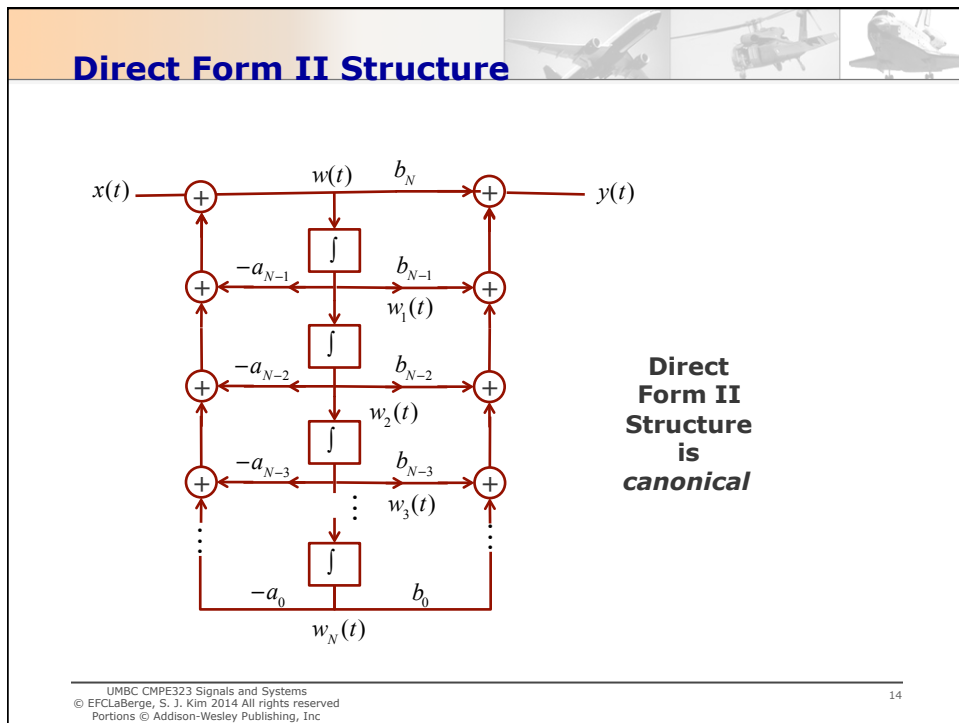 Direct Form II Structure
x(t) + w(t) b_N + y(t)
∫
+ −a_{N−1} b_{N−1} +
w_1(t)
∫
+ −a_{N−2} b_{N−2} +
w_2(t)
∫
+ −a_{N−3} b_{N−3} +
w_3(t)
⋮ ⋮ ⋮
∫
−a_0 b_0
w_N(t)
Direct
Form II
Structure
is
canonical
UMBC CMPE323 Signals and Systems
© EFCLaBerge, S. J. Kim 2014 All rights reserved
Portions © Addison-Wesley Publishing, Inc
14